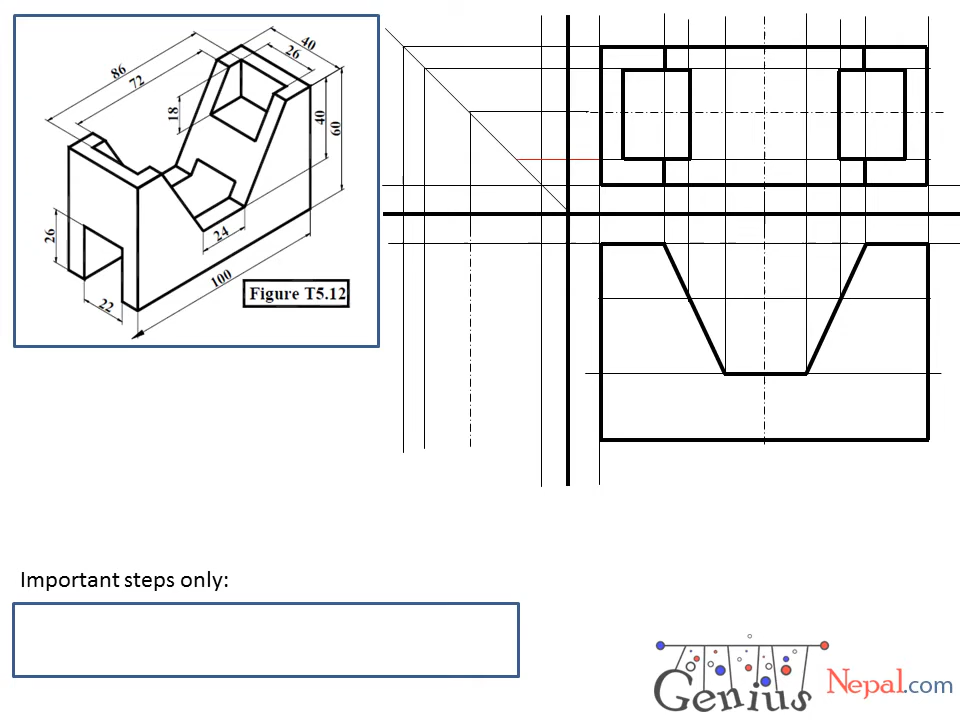 86
72
40
26
18
40
60
26
22
24
100
Figure T5.12
Important steps only:
Genius
Nepal.com